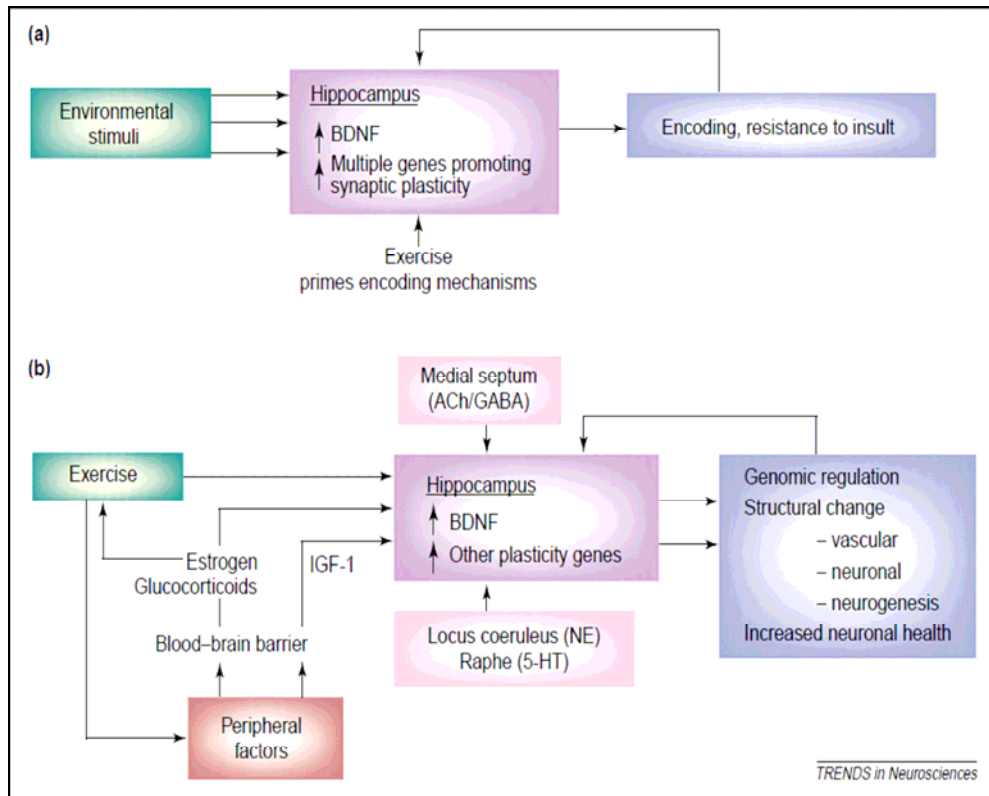 (a)
Environmental
stimuli
Hippocampus
BDNF
Multiple genes promoting
synaptic plasticity
Encoding, resistance to insult
Exercise
primes encoding mechanisms
(b)
Medial septum
(ACh/GABA)
Exercise
Hippocampus
BDNF
Other plasticity genes
Genomic regulation
Structural change
– vascular
– neuronal
– neurogenesis
Increased neuronal health
Estrogen
Glucocorticoids
IGF-1
Blood–brain barrier
Locus coeruleus (NE)
Raphe (5-HT)
Peripheral
factors
TRENDS in Neurosciences